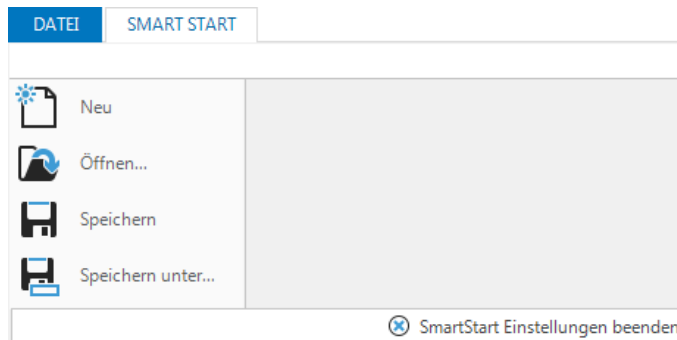 DATEI SMART START
Neu
Öffnen...
Speichern
Speichern unter...
SmartStart Einstellungen beenden